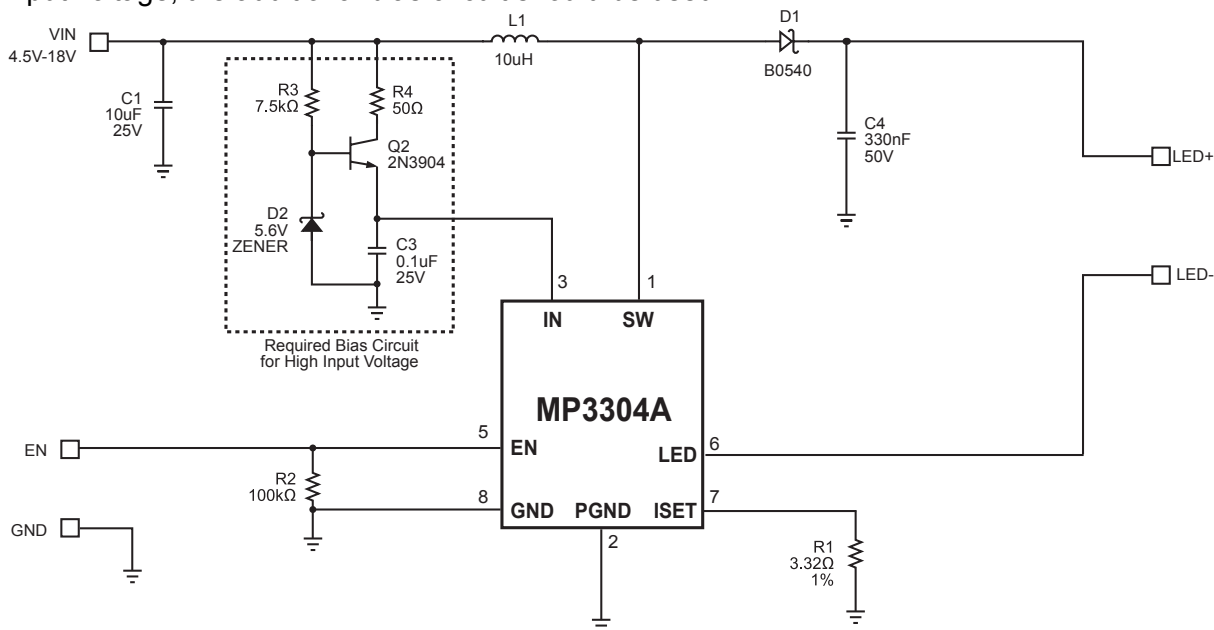 L1
D1
VIN
4.5V-18V
10uH
B0540
R3
7.5kΩ
R4
50Ω
C1
10uF
25V
Q2
2N3904
C4
330nF
50V
LED+
D2
5.6V
ZENER
C3
0.1uF
25V
LED-
3
1
IN
SW
Required Bias Circuit
for High Input Voltage
MP3304A
EN
5
EN
LED
6
R2
100kΩ
8
GND
PGND
ISET
7
GND
2
R1
3.32Ω
1%